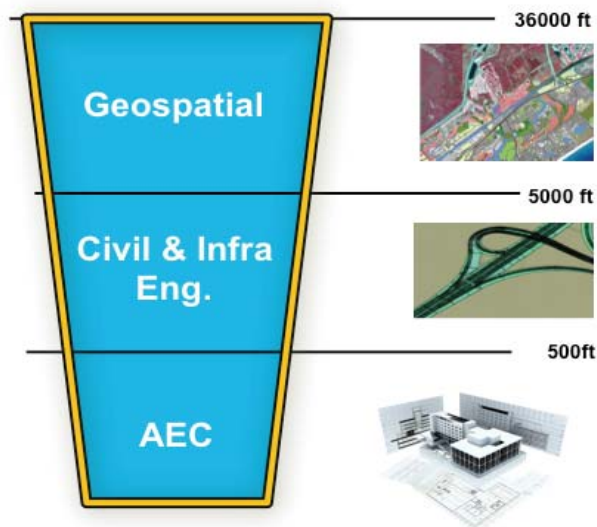 36000 ft
Geospatial
5000 ft
Civil & Infra
Eng.
500ft
AEC